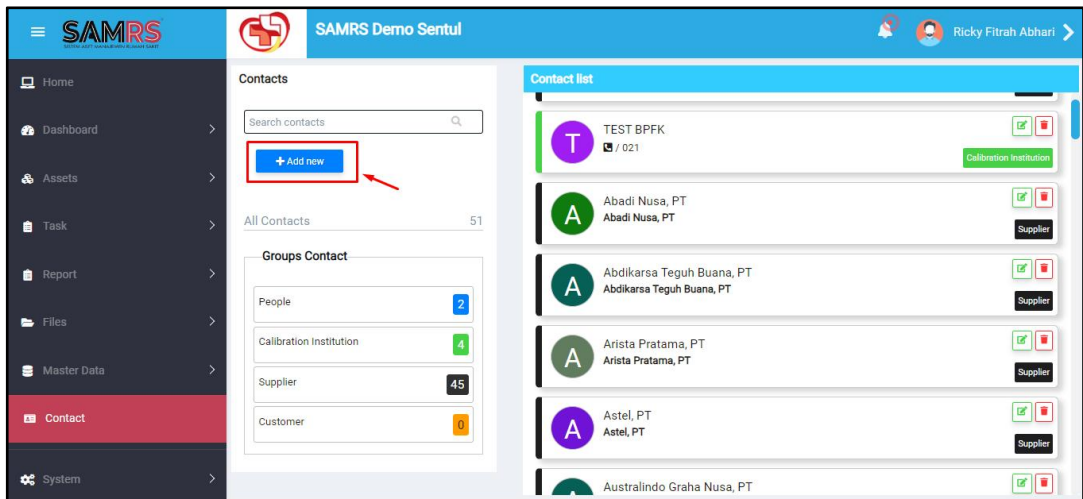 SAMRS
SAMRS Demo Sentul
Ricky Fitrah Abhari
Home
Dashboard
Assets
Task
Report
Files
Master Data
Contact
System
Contacts
Search contacts
+ Add new
All Contacts 51
Groups Contact
People 2
Calibration Institution 4
Supplier 45
Customer 0
Contact list
T
TEST BPFK
/ 021
Calibration Institution
A
Abadi Nusa, PT
Abadi Nusa, PT
Supplier
A
Abdikarsa Teguh Buana, PT
Abdikarsa Teguh Buana, PT
Supplier
A
Arista Pratama, PT
Arista Pratama, PT
Supplier
A
Astel, PT
Astel, PT
Supplier
Australindo Graha Nusa, PT